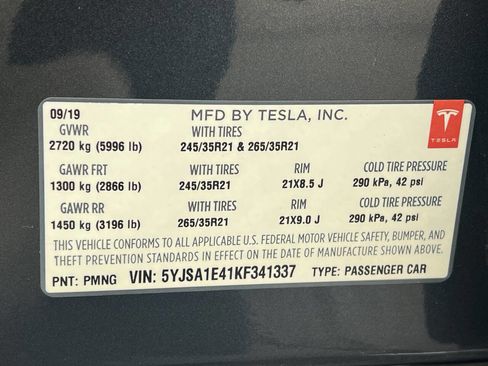 09/19 MFD BY TESLA, INC.
GVWR WITH TIRES
2720 kg (5996 lb) 245/35R21 & 265/35R21
TESLA
GAWR FRT WITH TIRES RIM COLD TIRE PRESSURE
1300 kg (2866 lb) 245/35R21 21X8.5 J 290 kPa, 42 psi
GAWR RR WITH TIRES RIM COLD TIRE PRESSURE
1450 kg (3196 lb) 265/35R21 21X9.0 J 290 kPa, 42 psi
THIS VEHICLE CONFORMS TO ALL APPLICABLE U.S. FEDERAL MOTOR VEHICLE SAFETY, BUMPER, AND
THEFT PREVENTION STANDARDS IN EFFECT ON THE DATE OF MANUFACTURE SHOWN ABOVE.
PNT: PMNG VIN: 5YJSA1E41KF341337 TYPE: PASSENGER CAR